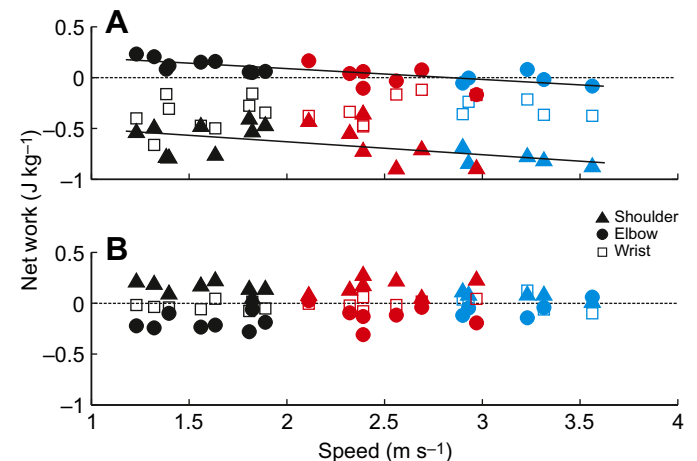 A
0.5
0
–0.5
–1
Net work (J kg–1)
B
0.5
0
–0.5
–1
Shoulder
Elbow
Wrist
1 1.5 2 2.5 3 3.5 4
Speed (m s–1)